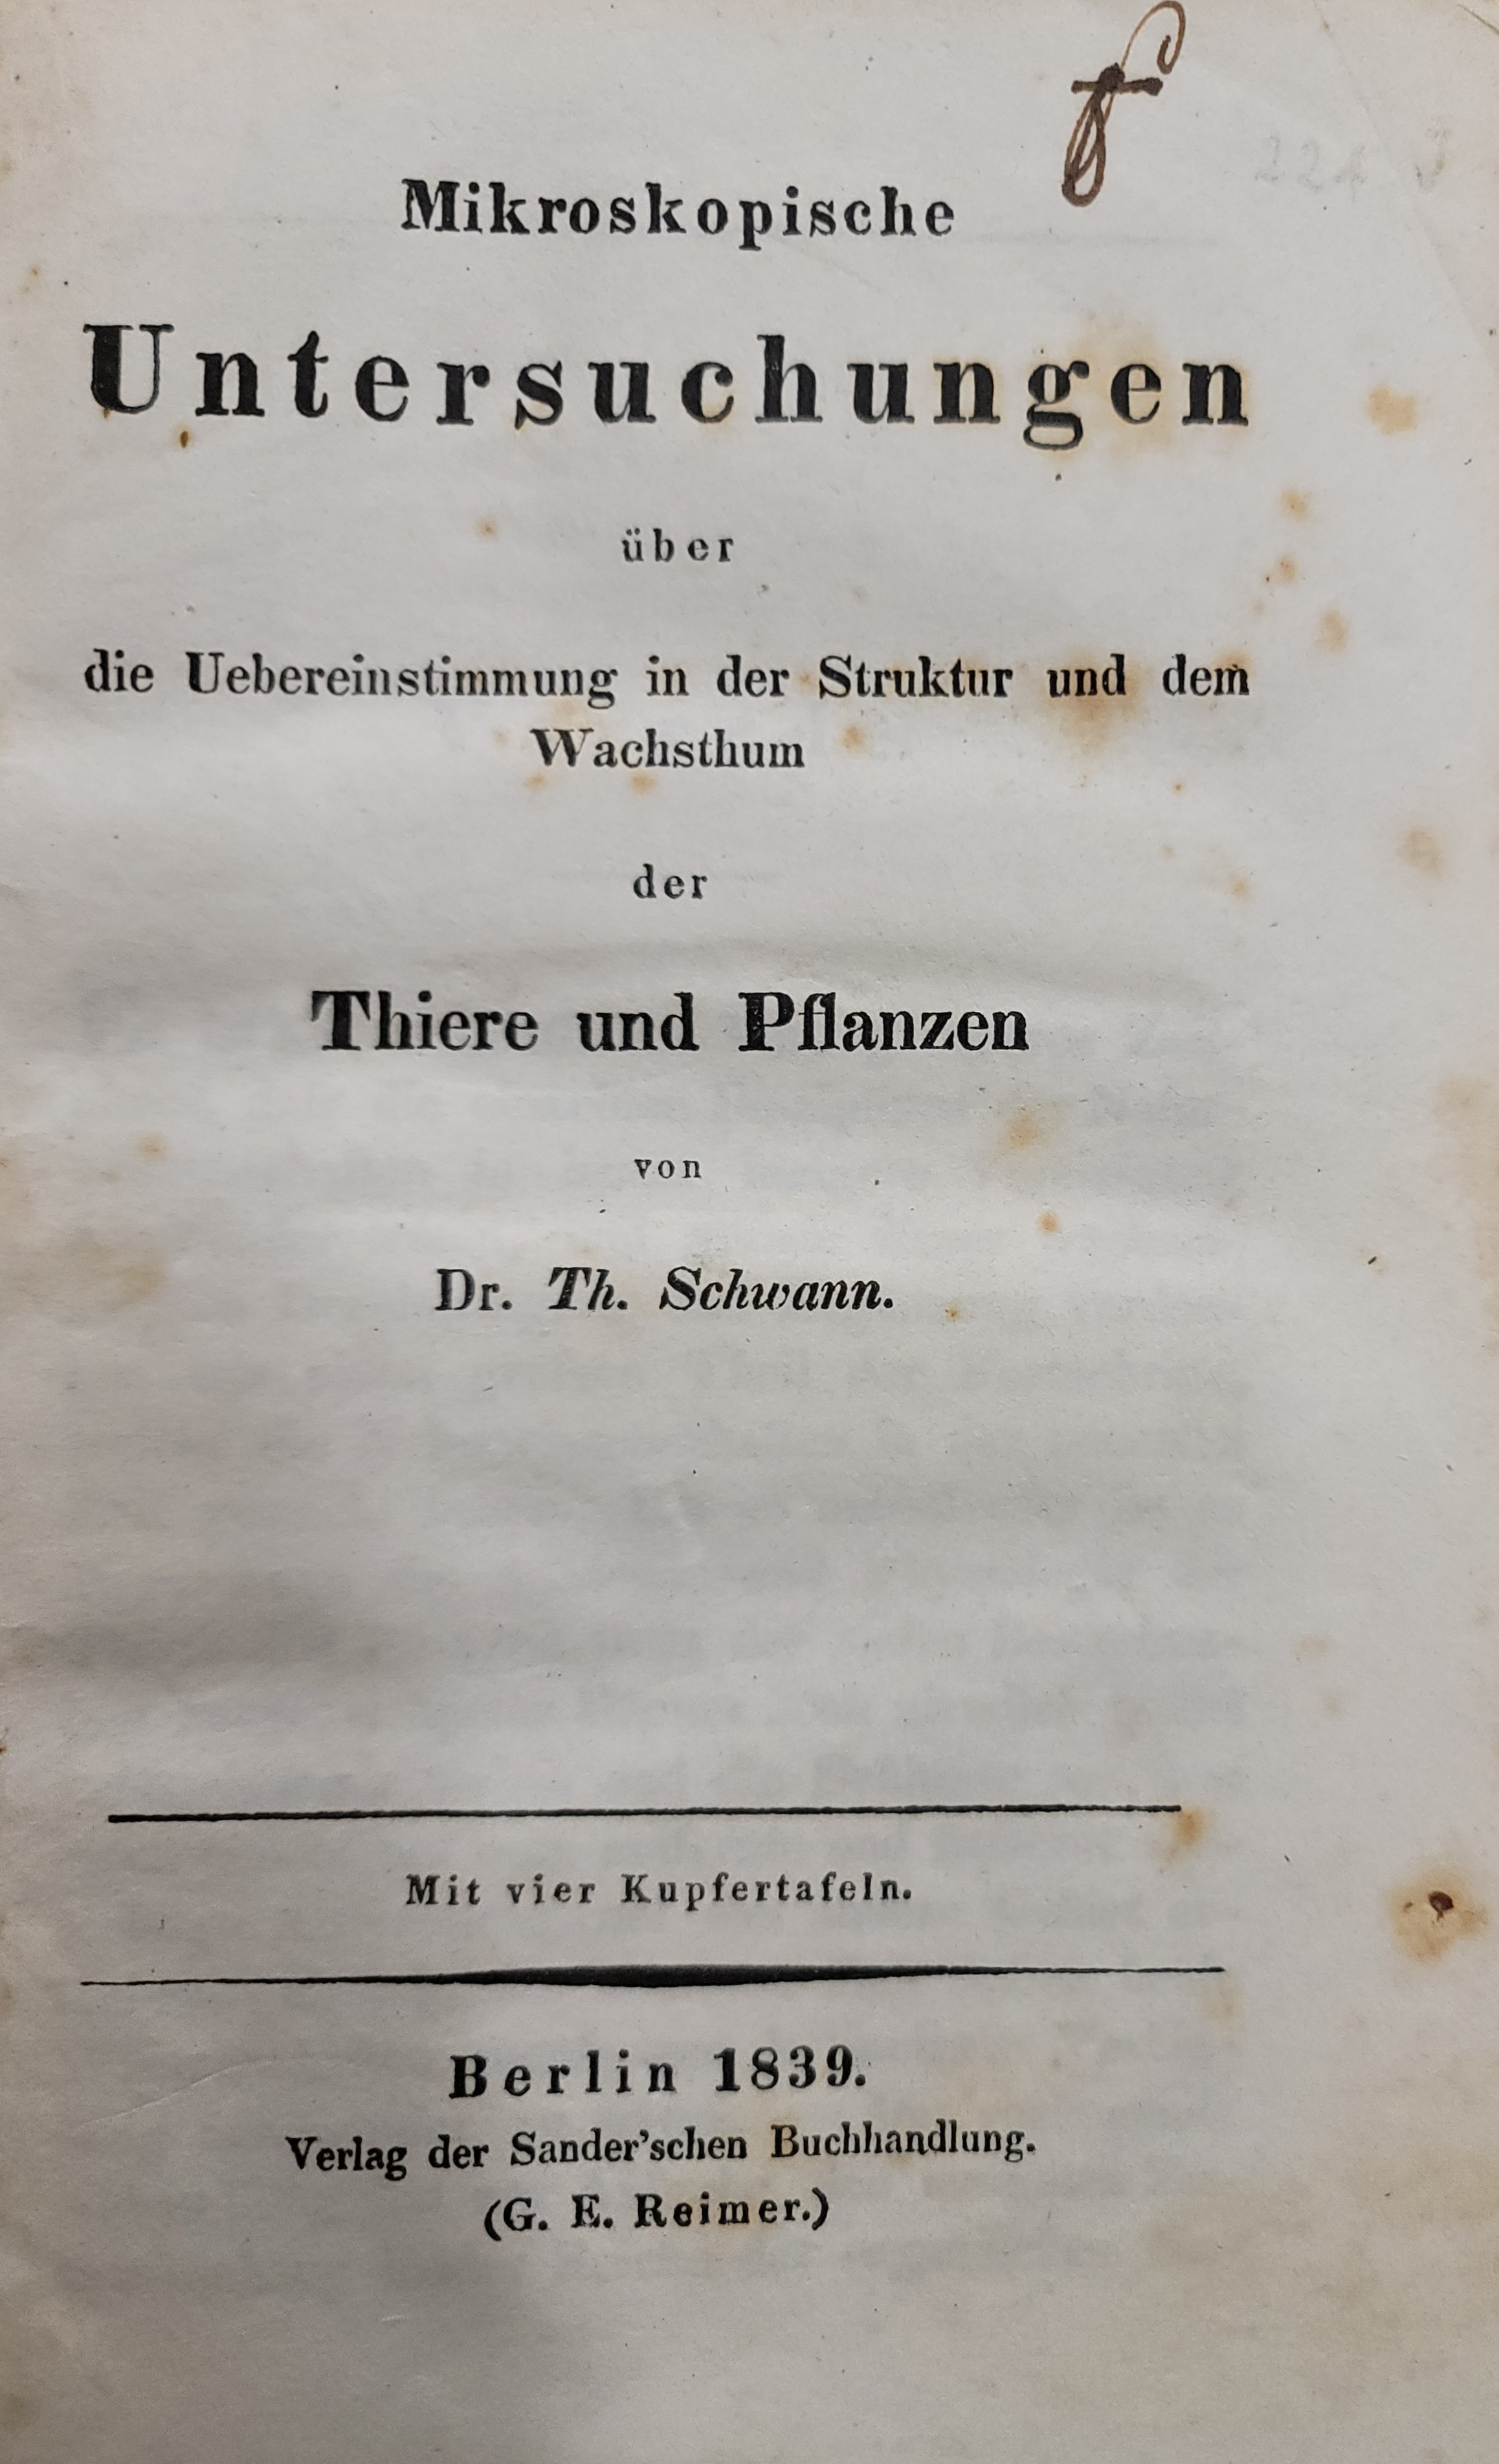 Mikroskopische
Untersuchungen
über
die Uebereinstimmung in der Struktur und dem
Wachsthum
der
Thiere und Pflanzen
von
Dr. Th. Schwann.
Mit vier Kupfertafeln.
Berlin 1839.
Verlag der Sander'schen Buchhandlung.
(G. E. Reimer.)